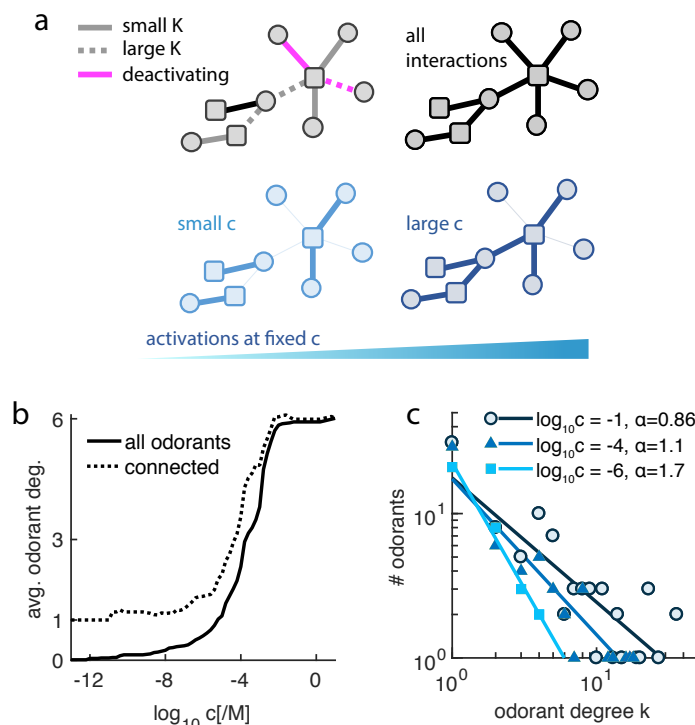 a
small K
large K
deactivating
all
interactions
small c
large c
activations at fixed c
b
6
3
1
0
-12
-8
-4
0
avg. odorant deg.
log₁₀ c[/M]
all odorants
connected
c
log₁₀c = -1, α=0.86
log₁₀c = -4, α=1.1
log₁₀c = -6, α=1.7
# odorants
10¹
10⁰
10⁰
10¹
odorant degree k